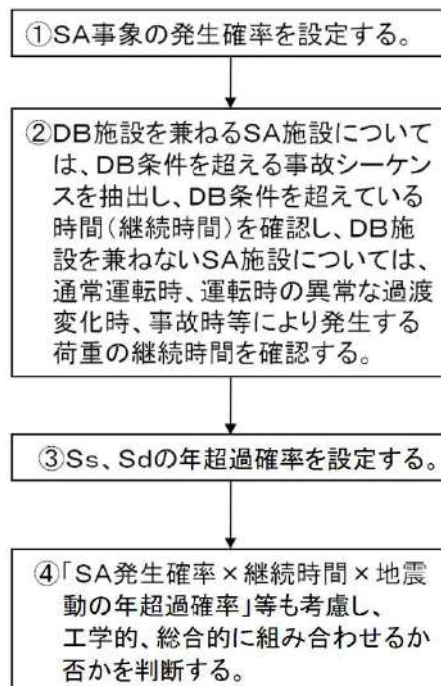 ①SA事象の発生確率を設定する。
②DB施設を兼ねるSA施設について
は、DB条件を超える事故シーケン
スを抽出し、DB条件を超えている
時間(継続時間)を確認し、DB施
設を兼ねないSA施設については、
通常運転時、運転時の異常な過渡
変化時、事故時等により発生する
荷重の継続時間を確認する。
③Ss、Sdの年超過確率を設定する。
④「SA発生確率×継続時間×地震
動の年超過確率」等も考慮し、
工学的、総合的に組み合わせるか
否かを判断する。